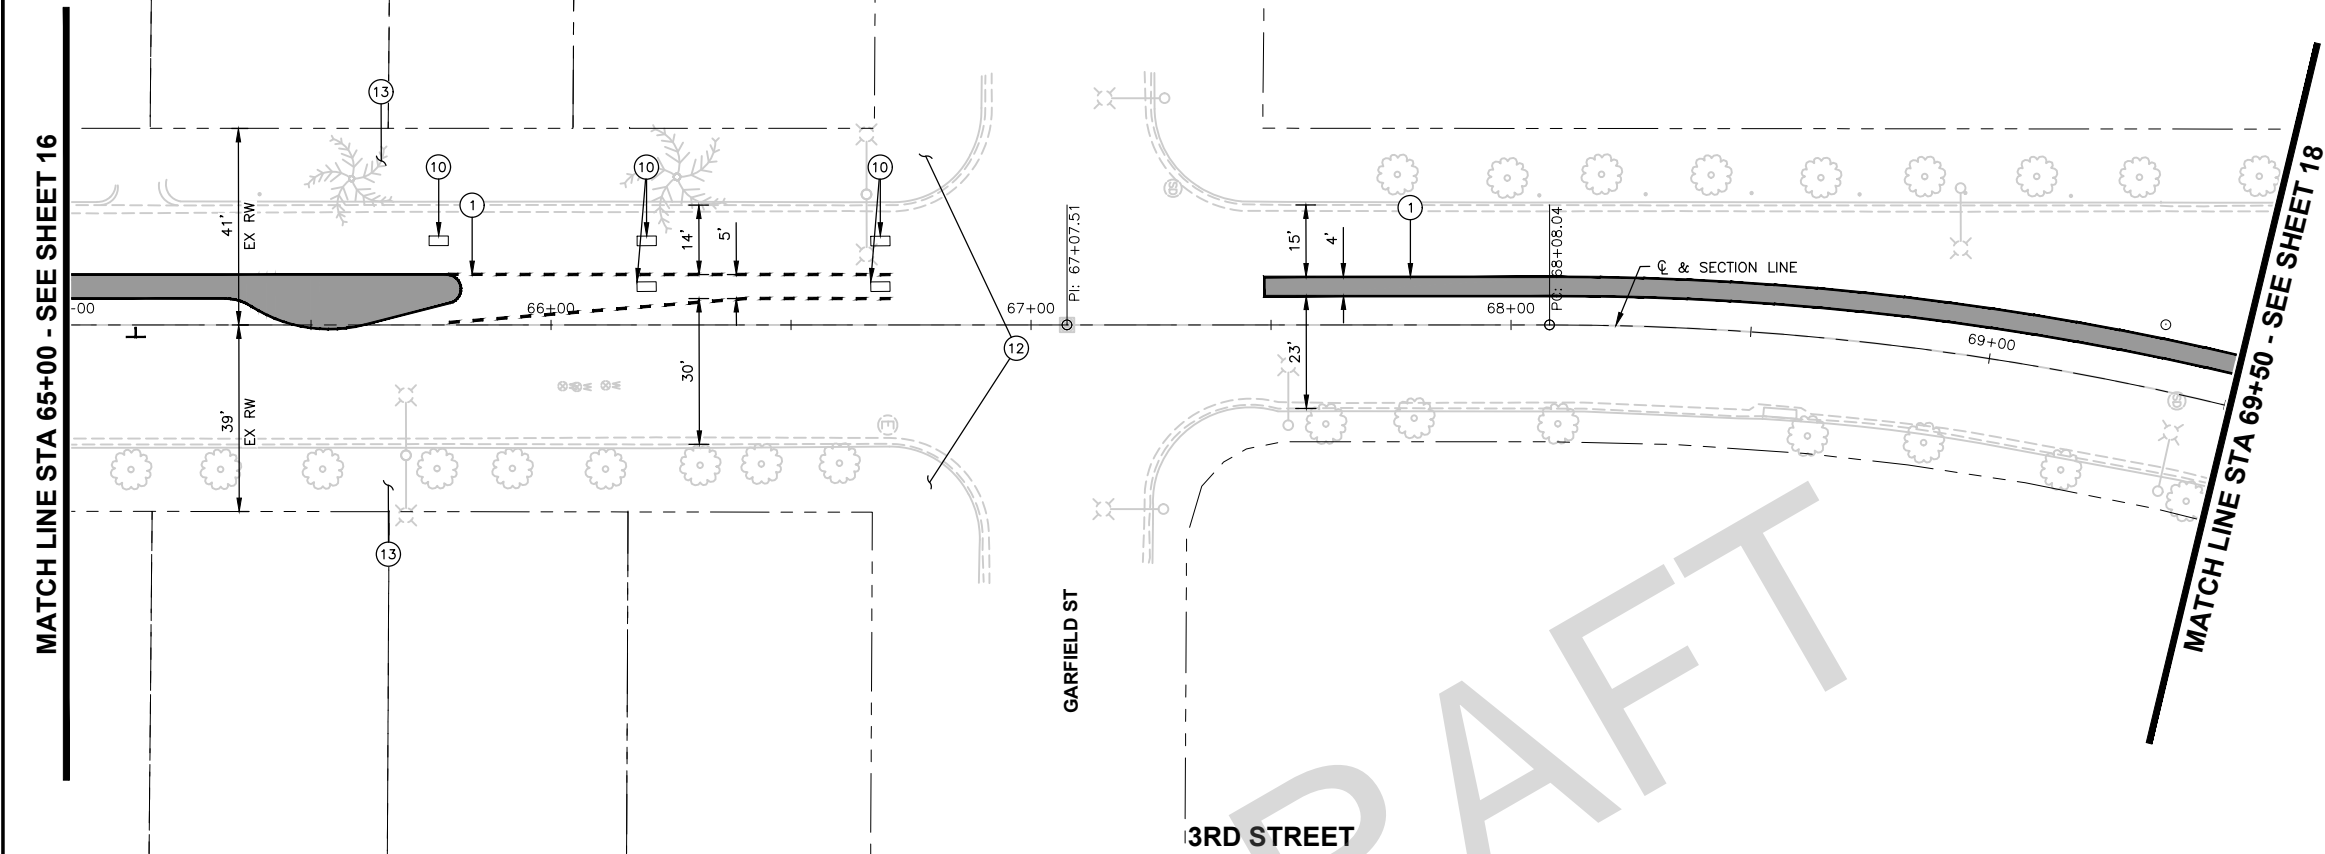 MATCH LINE STA 65+00 - SEE SHEET 16
13
10
10
10
1
41'
EX RW
14'
5'
-00
66+00
67+00
PI: 67+07.51
12
39'
EX RW
30'
13
1
15'
4'
PC: 68+08.04
℄ & SECTION LINE
68+00
69+00
23'
SD
SD
E
W
W
W
GARFIELD ST
3RD STREET
RAFT
MATCH LINE STA 69+50 - SEE SHEET 18